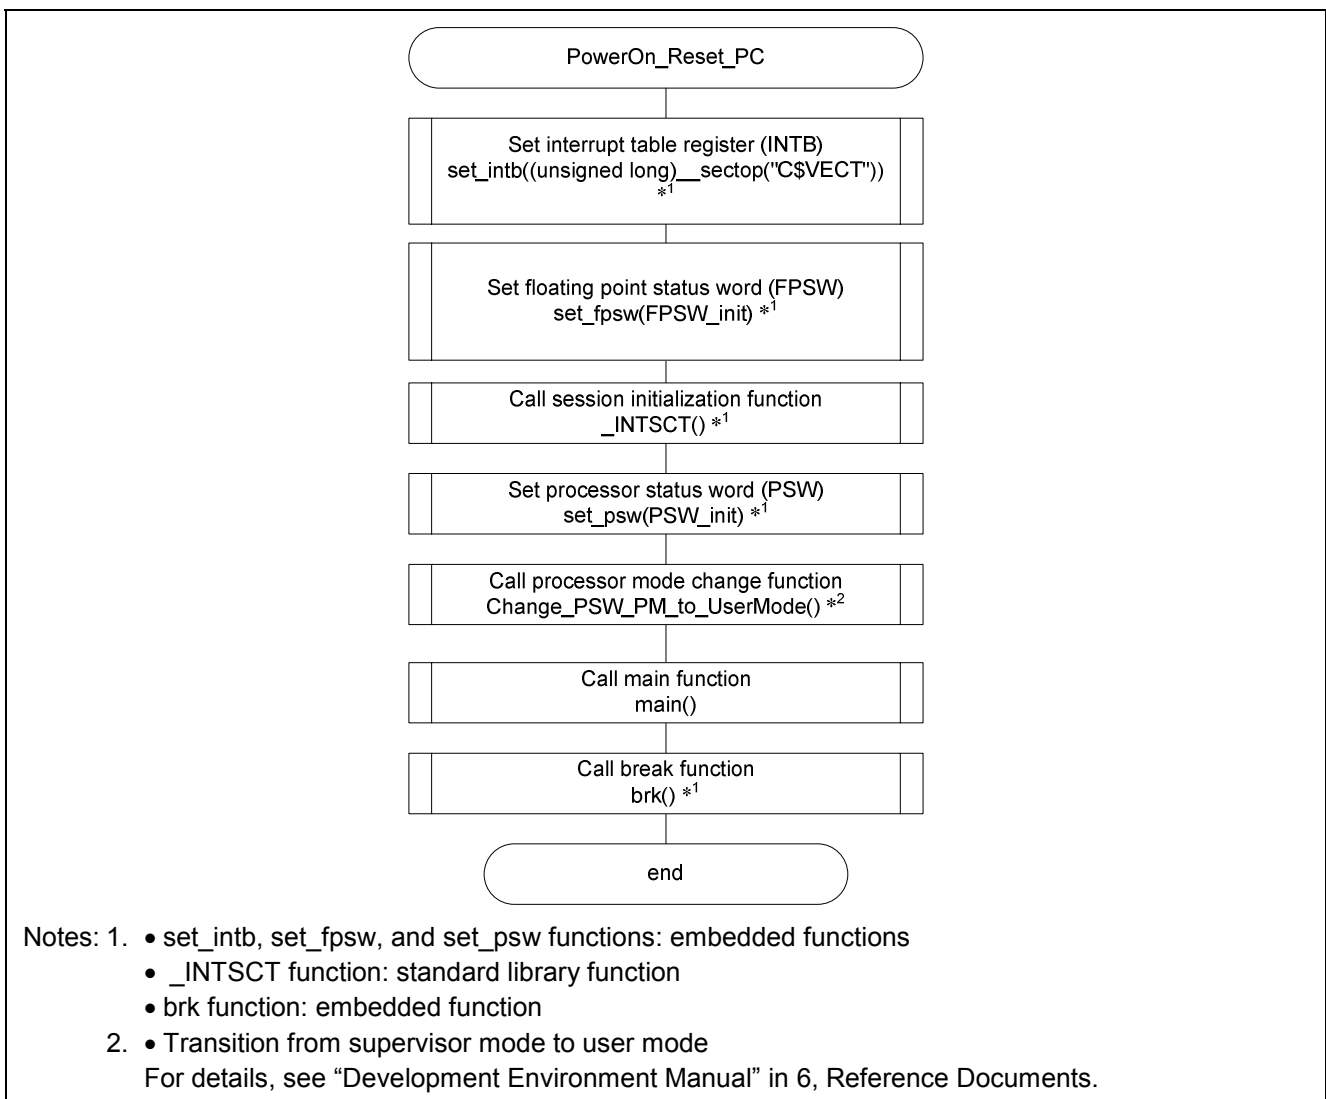 PowerOn_Reset_PC
Set interrupt table register (INTB)
set_intb((unsigned long)__sectop("C$VECT"))
*1
Set floating point status word (FPSW)
set_fpsw(FPSW_init) *1
Call session initialization function
_INTSCT() *1
Set processor status word (PSW)
set_psw(PSW_init) *1
Call processor mode change function
Change_PSW_PM_to_UserMode() *2
Call main function
main()
Call break function
brk() *1
end
Notes: 1. • set_intb, set_fpsw, and set_psw functions: embedded functions
• _INTSCT function: standard library function
• brk function: embedded function
2. • Transition from supervisor mode to user mode
For details, see “Development Environment Manual” in 6, Reference Documents.